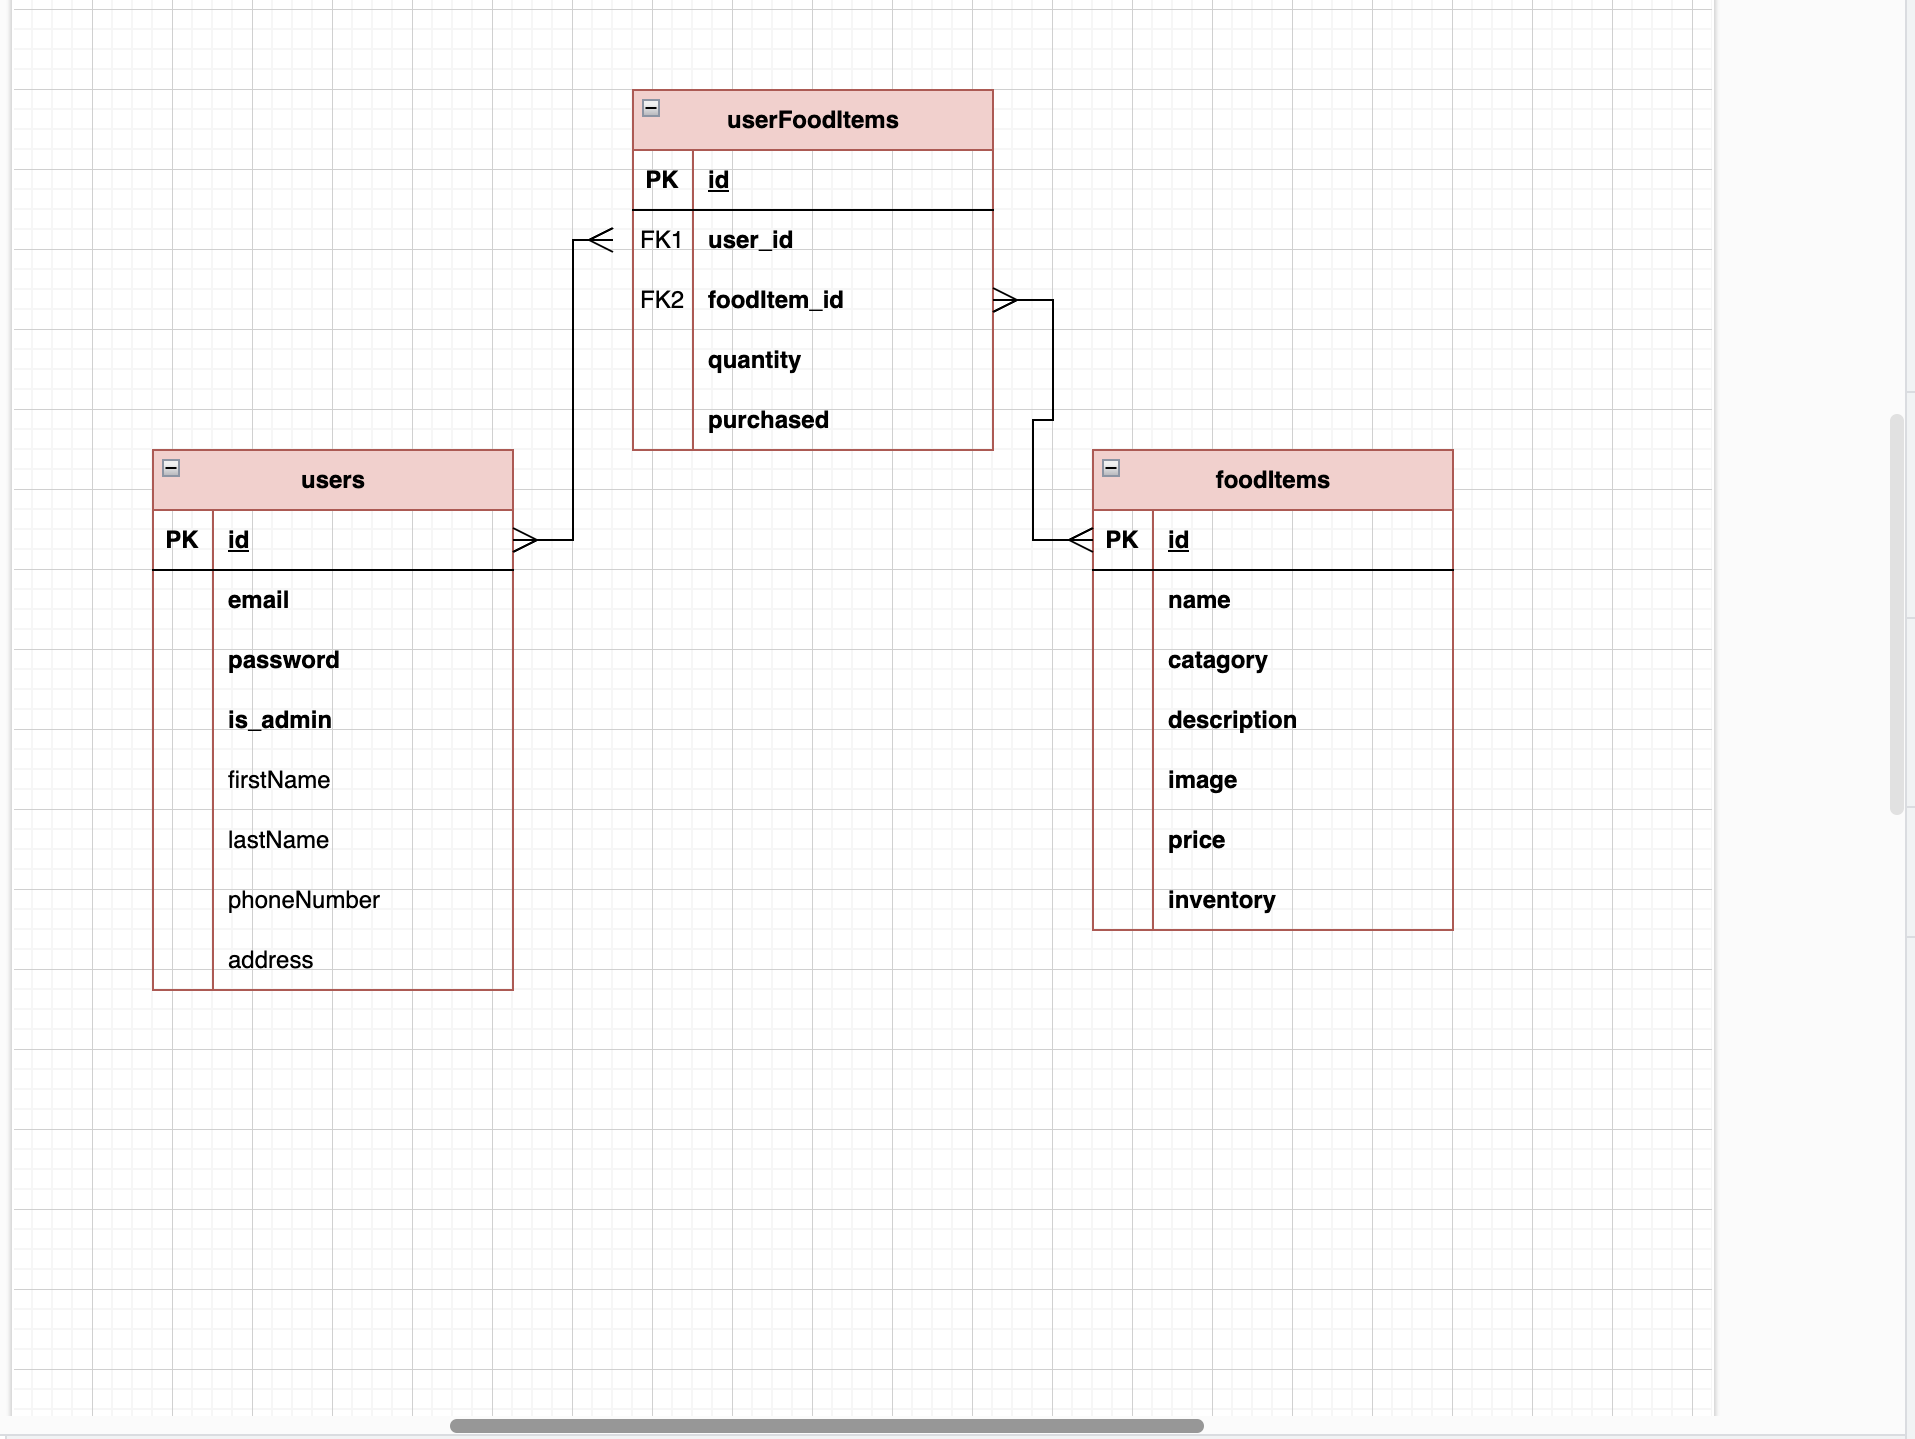 userFoodItems
PK id
FK1 user_id
FK2 foodItem_id
quantity
purchased
users
PK id
email
password
is_admin
firstName
lastName
phoneNumber
address
foodItems
PK id
name
catagory
description
image
price
inventory